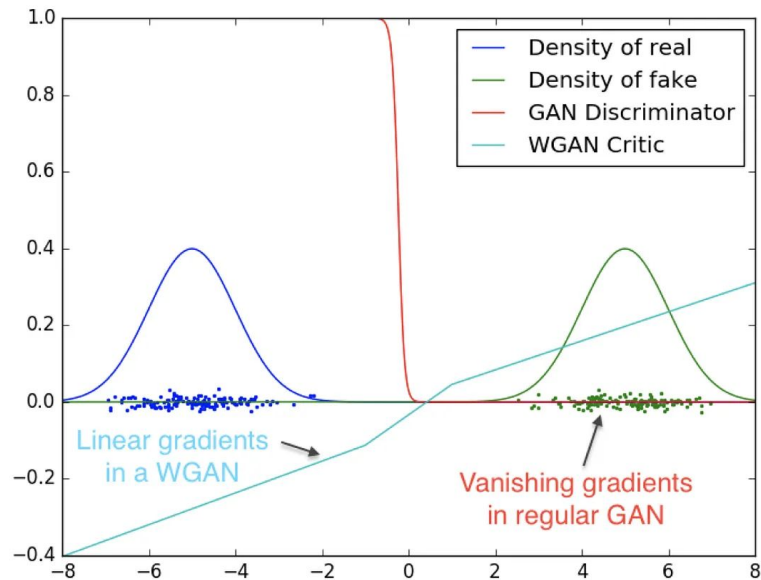 1.0
0.8
0.6
0.4
0.2
0.0
−0.2
−0.4
Density of real
Density of fake
GAN Discriminator
WGAN Critic
Linear gradients
in a WGAN
Vanishing gradients
in regular GAN
−8 −6 −4 −2 0 2 4 6 8